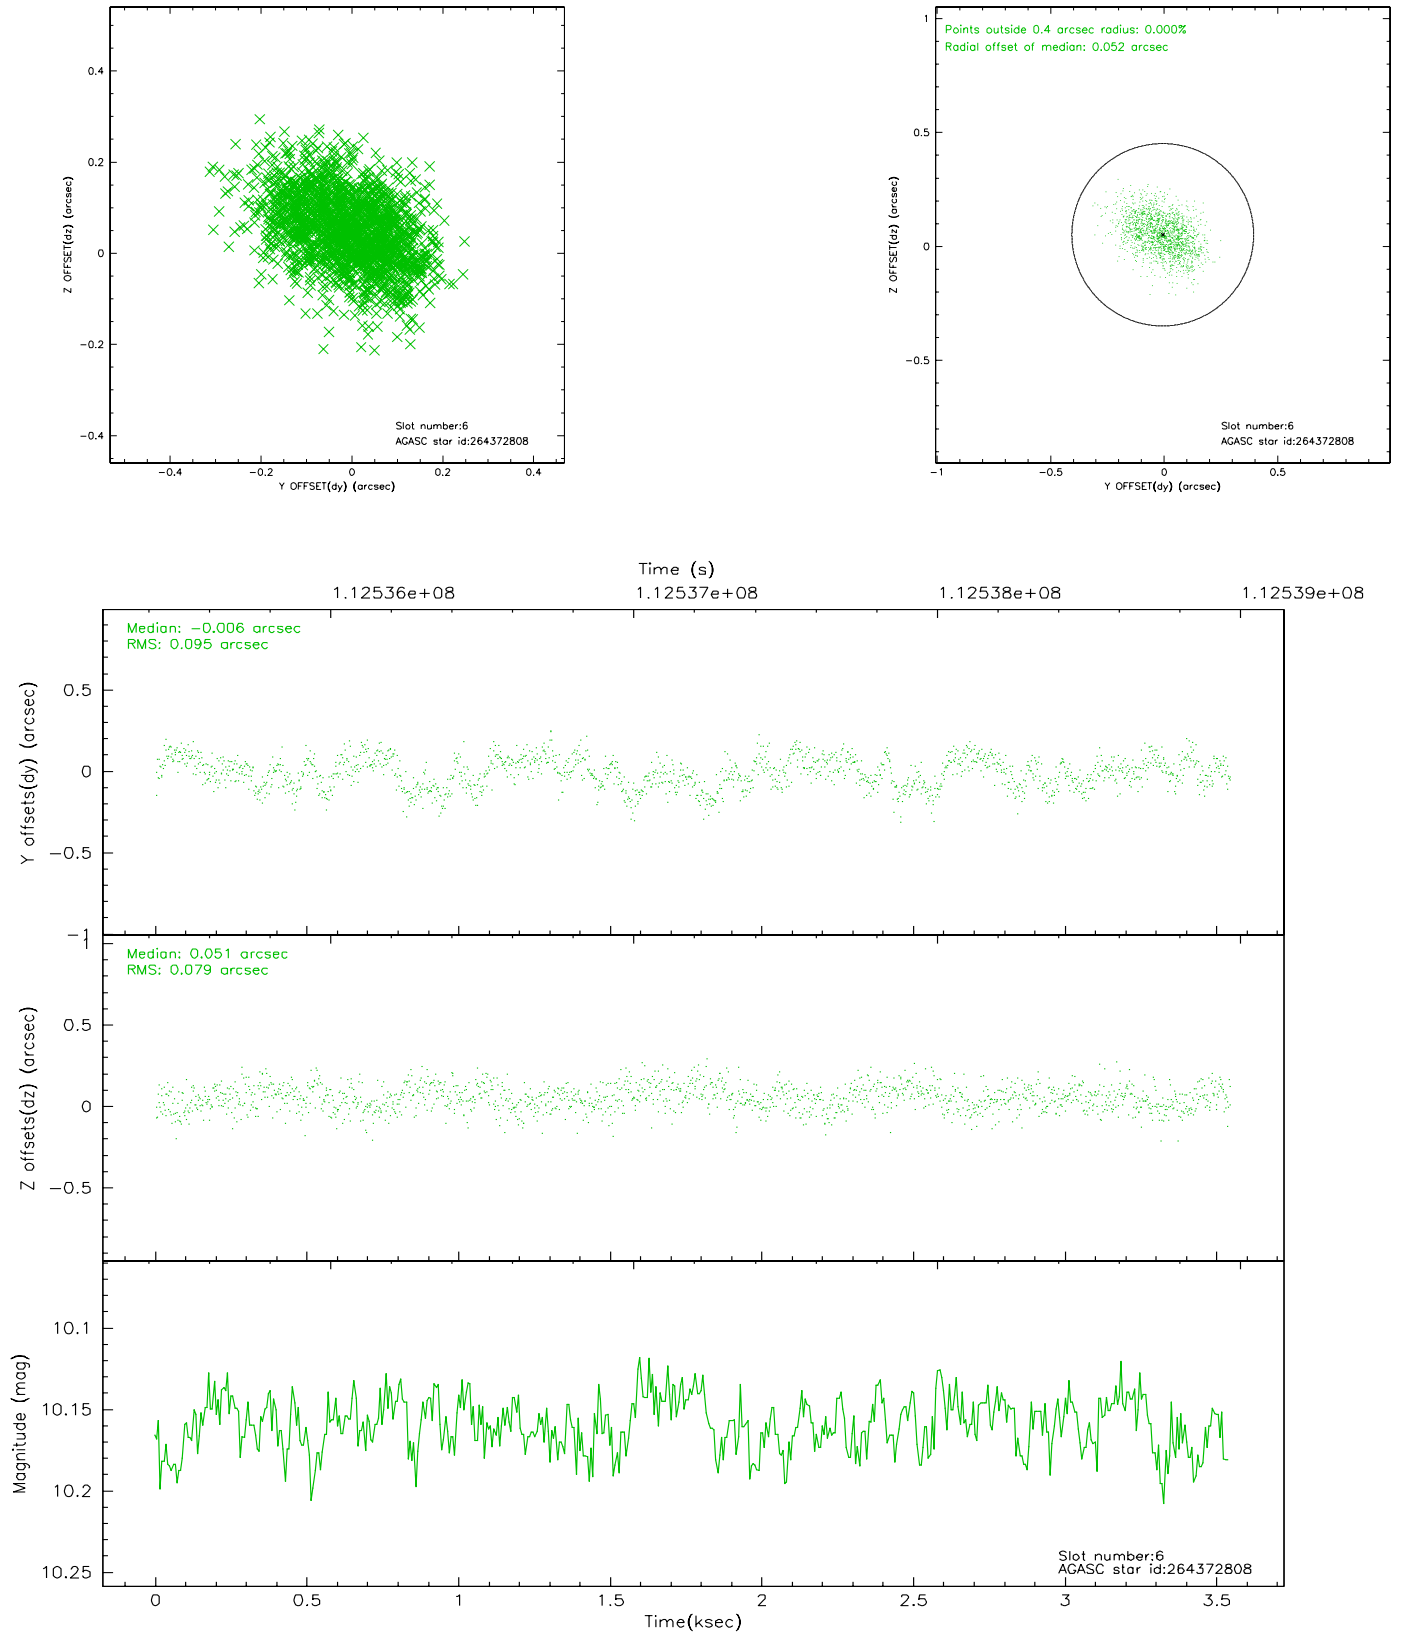 0.4
0.2
0
-0.2
-0.4
Z OFFSET(dz) (arcsec)
-0.4 -0.2 0 0.2 0.4
Y OFFSET(dy) (arcsec)
Slot number:6
AGASC star id:264372808
Points outside 0.4 arcsec radius: 0.000%
Radial offset of median: 0.052 arcsec
1
0.5
0
-0.5
Z OFFSET(dz) (arcsec)
-1 -0.5 0 0.5
Y OFFSET(dy) (arcsec)
Slot number:6
AGASC star id:264372808
Time (s)
1.12536e+08 1.12537e+08 1.12538e+08 1.12539e+08
Median: -0.006 arcsec
RMS: 0.095 arcsec
0.5
0
-0.5
-1
Y offsets(dy) (arcsec)
Median: 0.051 arcsec
RMS: 0.079 arcsec
1
0.5
0
-0.5
Z offsets(dz) (arcsec)
10.1
10.15
10.2
10.25
Magnitude (mag)
Slot number:6
AGASC star id:264372808
0 0.5 1 1.5 2 2.5 3 3.5
Time(ksec)